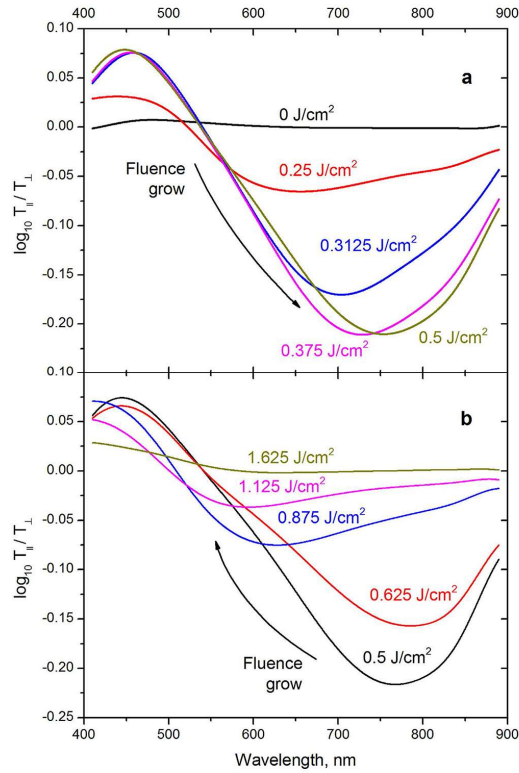 400 500 600 700 800 900
0.10
0.05
0.00
-0.05
-0.10
-0.15
-0.20
0.10
log10 T∥ / T⊥
a
0 J/cm²
0.25 J/cm²
Fluence
grow
0.3125 J/cm²
0.5 J/cm²
0.375 J/cm²
0.05
0.00
-0.05
-0.10
-0.15
-0.20
-0.25
log10 T∥ / T⊥
b
1.625 J/cm²
1.125 J/cm²
0.875 J/cm²
0.625 J/cm²
Fluence
grow
0.5 J/cm²
400 500 600 700 800 900
Wavelength, nm